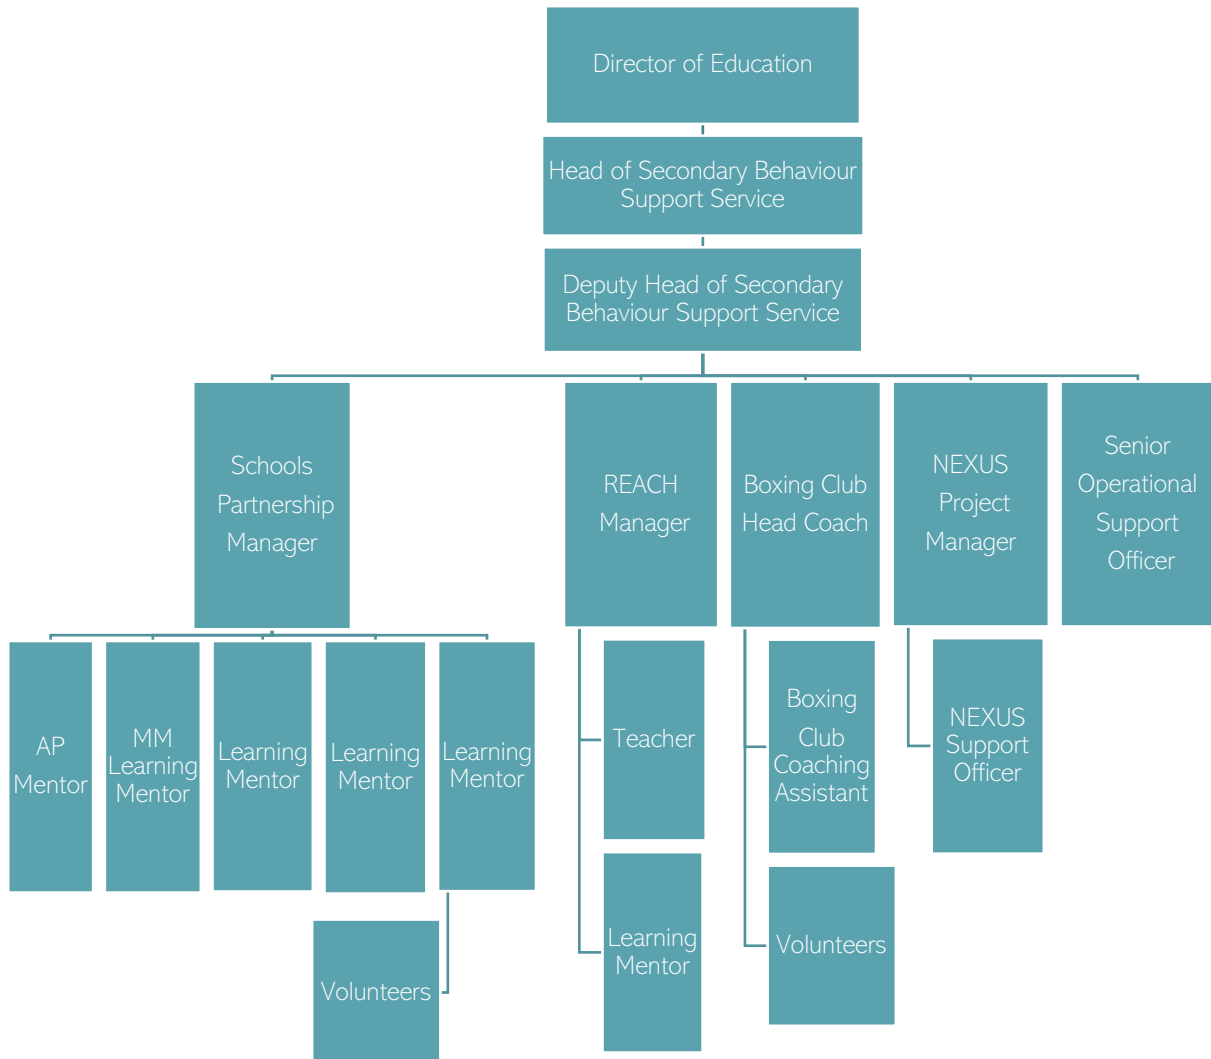 Director of Education
Head of Secondary Behaviour
Support Service
Deputy Head of Secondary
Behaviour Support Service
Schools
Partnership
Manager
REACH
Manager
Boxing Club
Head Coach
NEXUS
Project
Manager
Senior
Operational
Support
Officer
AP
Mentor
MM
Learning
Mentor
Learning
Mentor
Learning
Mentor
Learning
Mentor
Teacher
Boxing
Club
Coaching
Assistant
NEXUS
Support
Officer
Volunteers
Learning
Mentor
Volunteers